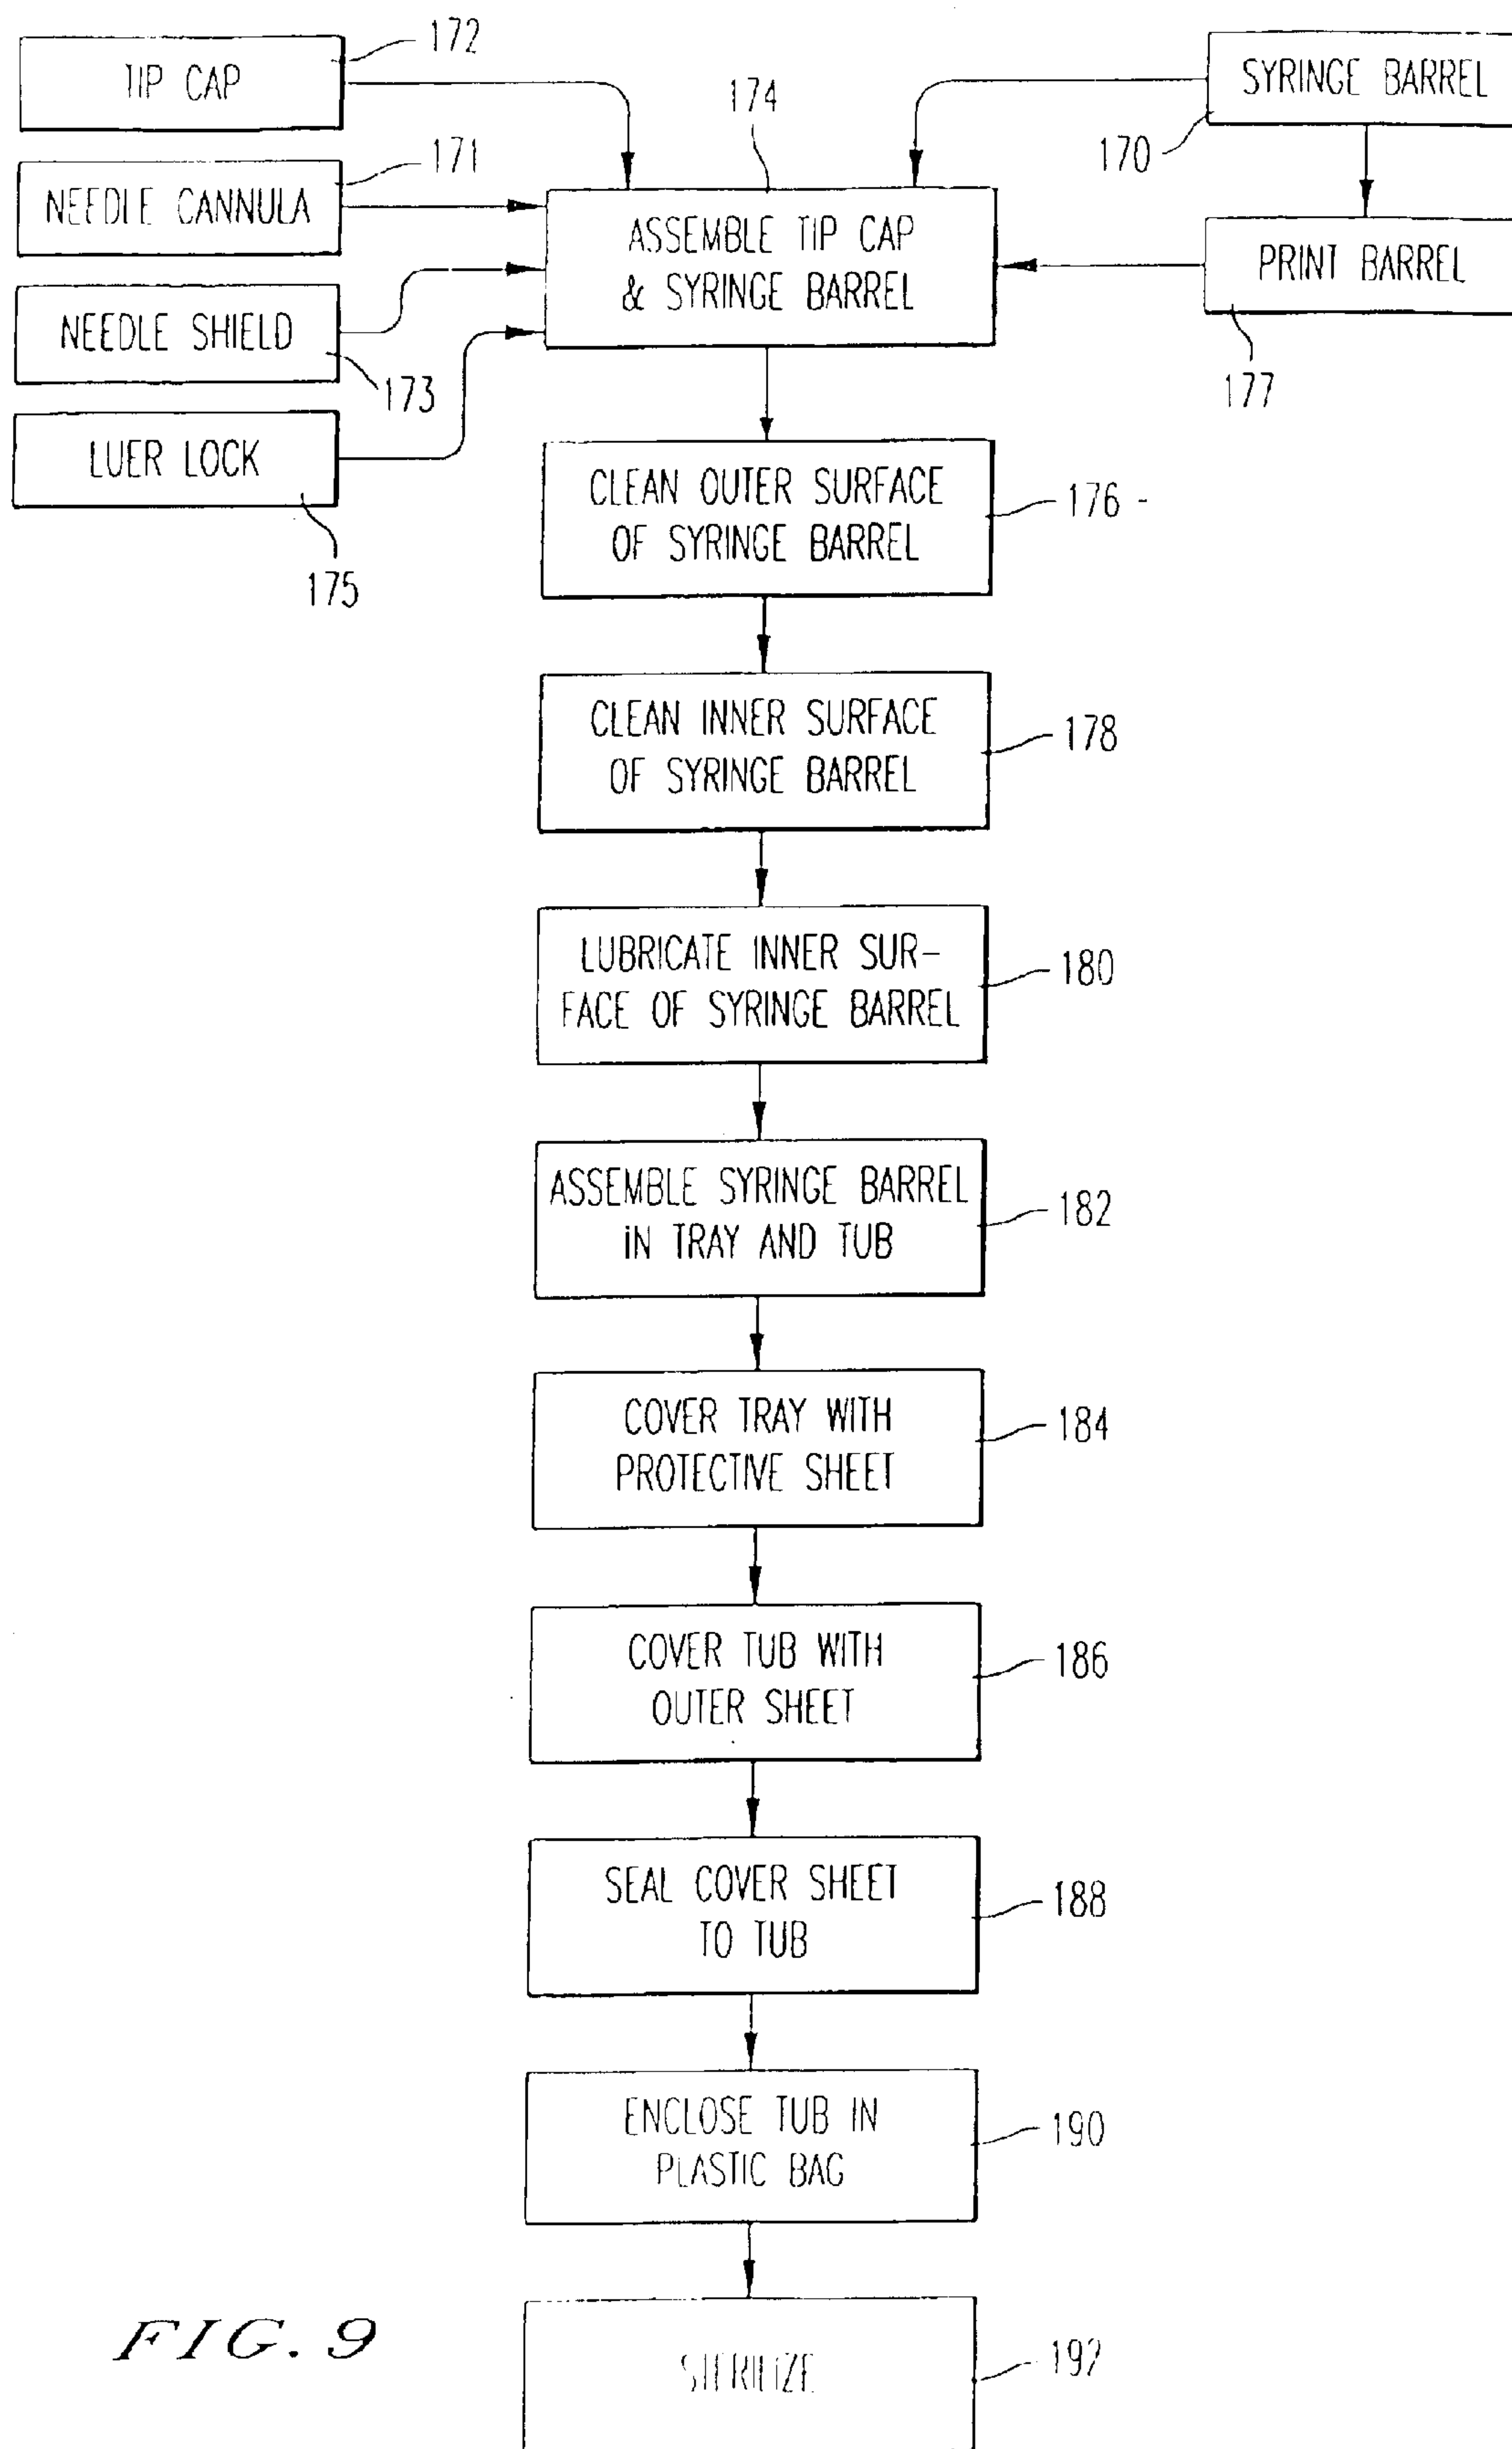 172
TIP CAP
171
NEEDLE CANNULA
NEEDLE SHIELD
173
LUER LOCK
175
174
ASSEMBLE TIP CAP
& SYRINGE BARREL
SYRINGE BARREL
170
PRINT BARREL
177
CLEAN OUTER SURFACE
OF SYRINGE BARREL
176
CLEAN INNER SURFACE
OF SYRINGE BARREL
178
LUBRICATE INNER SUR-
FACE OF SYRINGE BARREL
180
ASSEMBLE SYRINGE BARREL
IN TRAY AND TUB
182
COVER TRAY WITH
PROTECTIVE SHEET
184
COVER TUB WITH
OUTER SHEET
186
SEAL COVER SHEET
TO TUB
188
ENCLOSE TUB IN
PLASTIC BAG
190
STERILIZE
192
FIG. 9